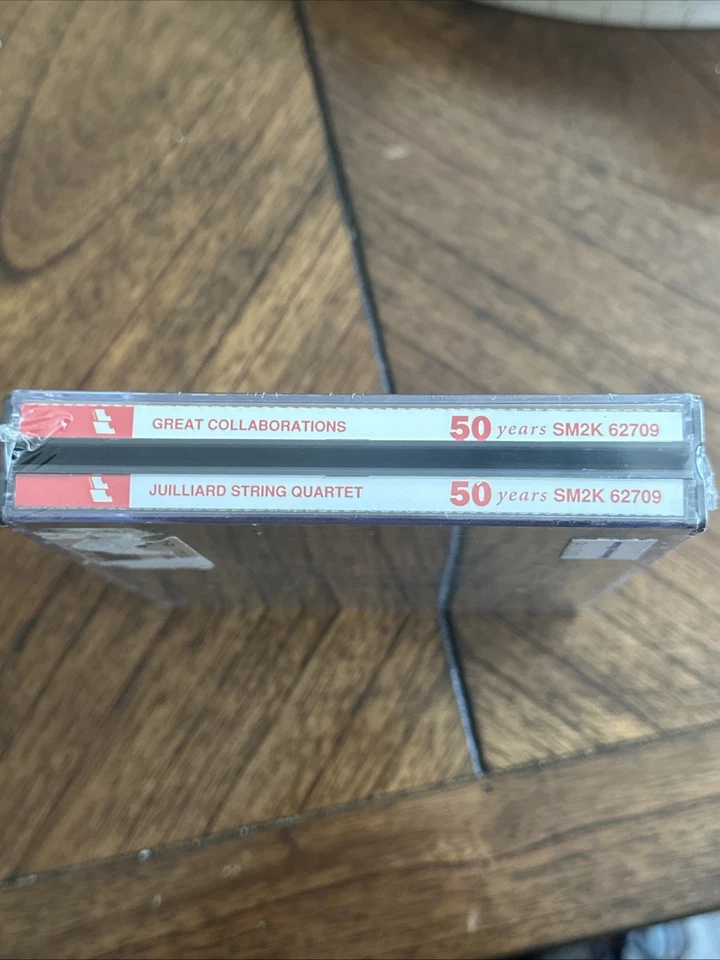 GREAT COLLABORATIONS 50 years SM2K 62709
JUILLIARD STRING QUARTET 50 years SM2K 62709